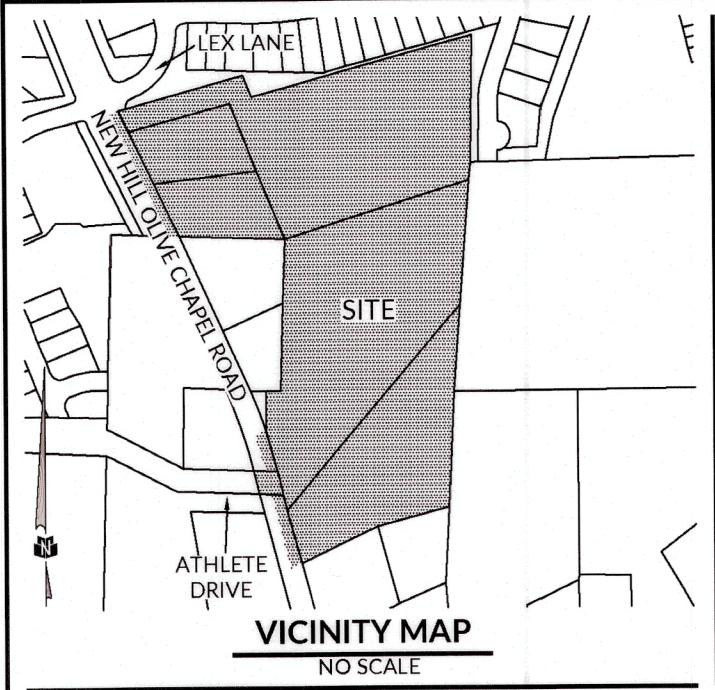 LEX LANE
NEW HILL OLIVE CHAPEL ROAD
SITE
N
ATHLETE
DRIVE
VICINITY MAP
NO SCALE